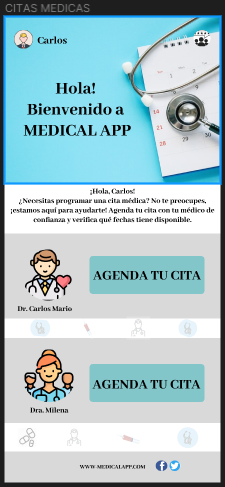 CITAS MEDICAS
Carlos
Hola!
Bienvenido a
MEDICAL APP
¡Hola, Carlos!
¿Necesitas programar una cita médica? No te preocupes,
¡estamos aquí para ayudarte! Agenda tu cita con tu médico de
confianza y verifica qué fechas tiene disponible.
AGENDA TU CITA
Dr. Carlos Mario
AGENDA TU CITA
Dra. Milena
WWW-MEDICALAPP.COM